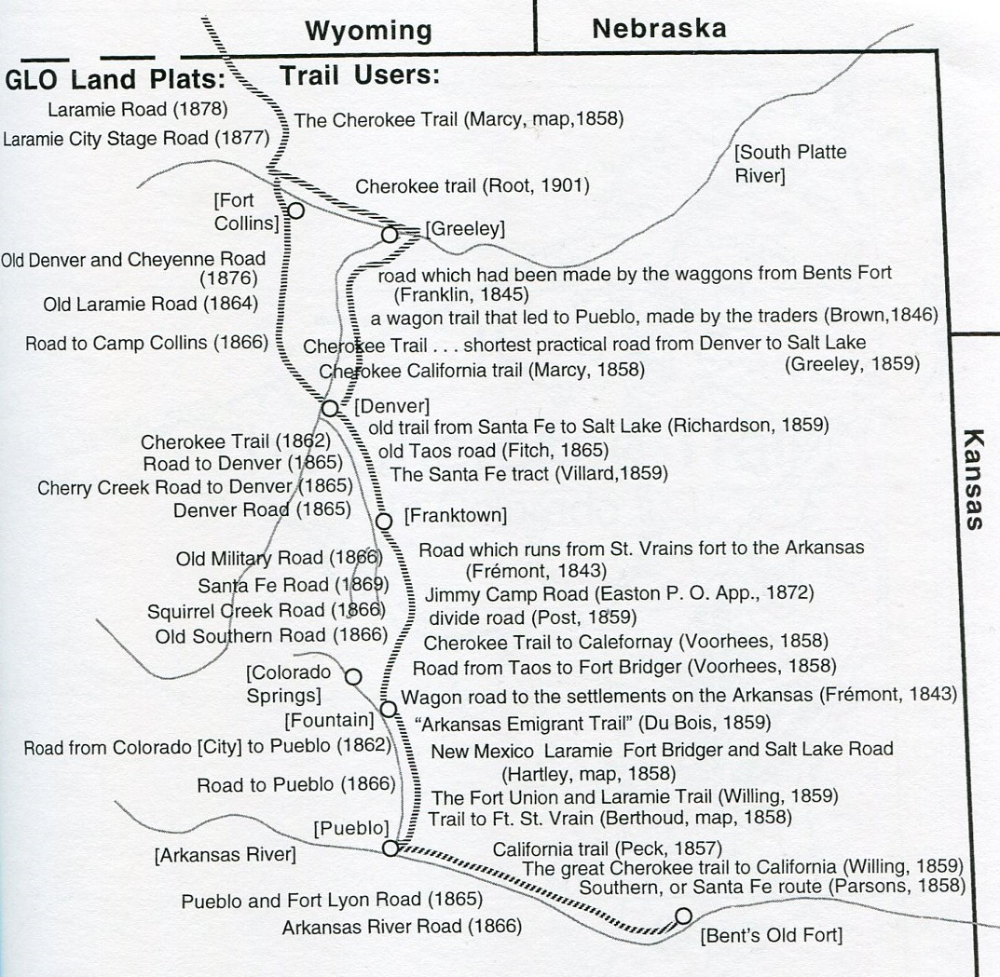 Wyoming
Nebraska
GLO Land Plats:
Trail Users:
Laramie Road (1878)
The Cherokee Trail (Marcy, map,1858)
Laramie City Stage Road (1877)
[South Platte
River]
Cherokee trail (Root, 1901)
[Fort
Collins]
[Greeley]
Old Denver and Cheyenne Road
(1876)
road which had been made by the waggons from Bents Fort
(Franklin, 1845)
Old Laramie Road (1864)
a wagon trail that led to Pueblo, made by the traders (Brown,1846)
Road to Camp Collins (1866)
Cherokee Trail . . . shortest practical road from Denver to Salt Lake
(Greeley, 1859)
Cherokee California trail (Marcy, 1858)
[Denver]
old trail from Santa Fe to Salt Lake (Richardson, 1859)
Cherokee Trail (1862)
old Taos road (Fitch, 1865)
Road to Denver (1865)
The Santa Fe tract (Villard,1859)
Cherry Creek Road to Denver (1865)
Denver Road (1865)
[Franktown]
Kansas
Old Military Road (1866)
Road which runs from St. Vrains fort to the Arkansas
(Frémont, 1843)
Santa Fe Road (1869)
Jimmy Camp Road (Easton P. O. App., 1872)
Squirrel Creek Road (1866)
divide road (Post, 1859)
Old Southern Road (1866)
Cherokee Trail to Calefornay (Voorhees, 1858)
[Colorado
Springs]
Road from Taos to Fort Bridger (Voorhees, 1858)
Wagon road to the settlements on the Arkansas (Frémont, 1843)
[Fountain]
“Arkansas Emigrant Trail” (Du Bois, 1859)
Road from Colorado [City] to Pueblo (1862)
New Mexico Laramie Fort Bridger and Salt Lake Road
(Hartley, map, 1858)
Road to Pueblo (1866)
The Fort Union and Laramie Trail (Willing, 1859)
Trail to Ft. St. Vrain (Berthoud, map, 1858)
[Pueblo]
[Arkansas River]
California trail (Peck, 1857)
The great Cherokee trail to California (Willing, 1859)
Southern, or Santa Fe route (Parsons, 1858)
Pueblo and Fort Lyon Road (1865)
Arkansas River Road (1866)
[Bent's Old Fort]